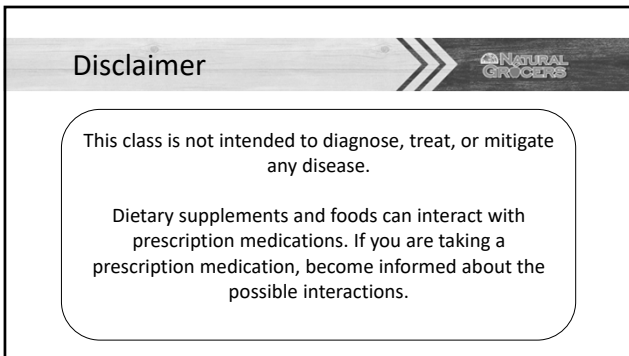 Disclaimer
NATURAL
GROCERS
This class is not intended to diagnose, treat, or mitigate
any disease.
Dietary supplements and foods can interact with
prescription medications. If you are taking a
prescription medication, become informed about the
possible interactions.